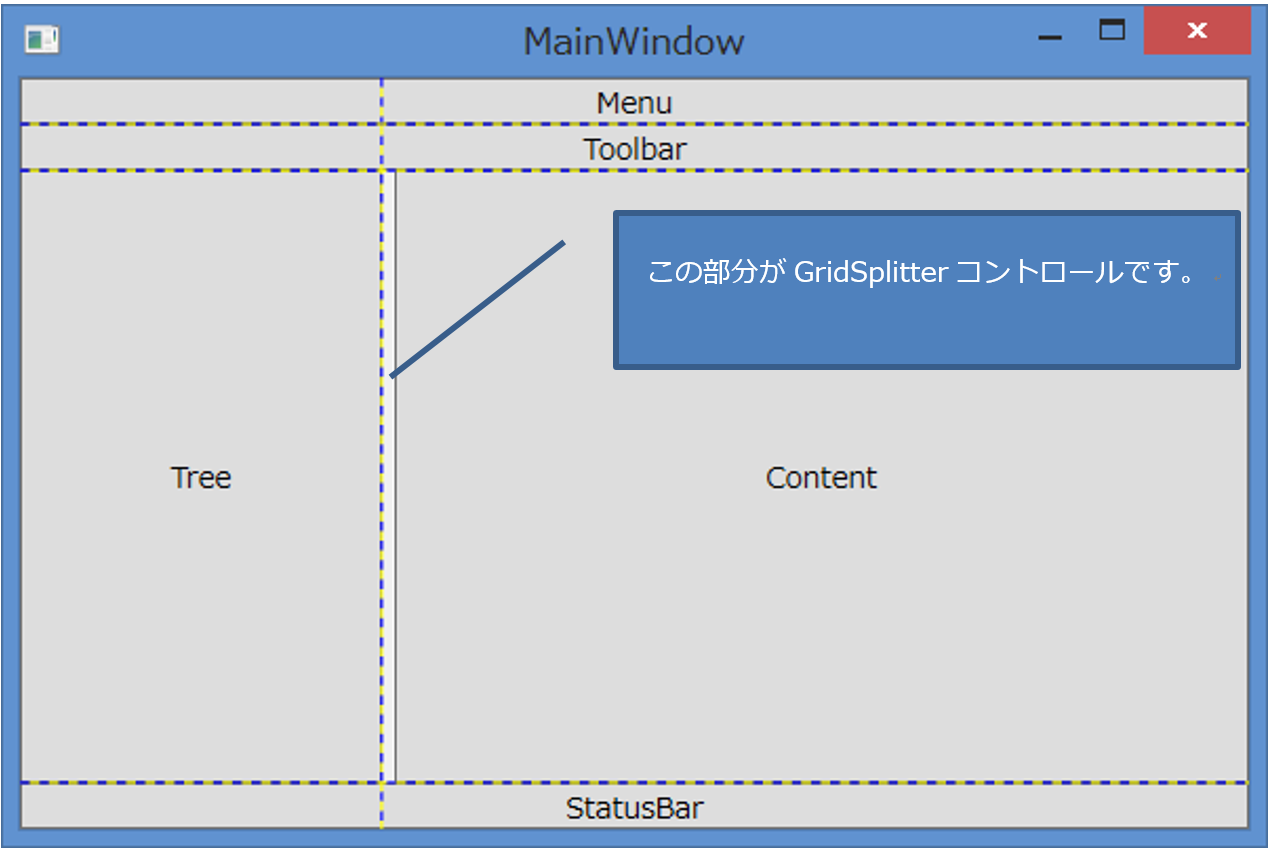 MainWindow
Menu
Toolbar
この部分が GridSplitter コントロールです。
Tree
Content
StatusBar